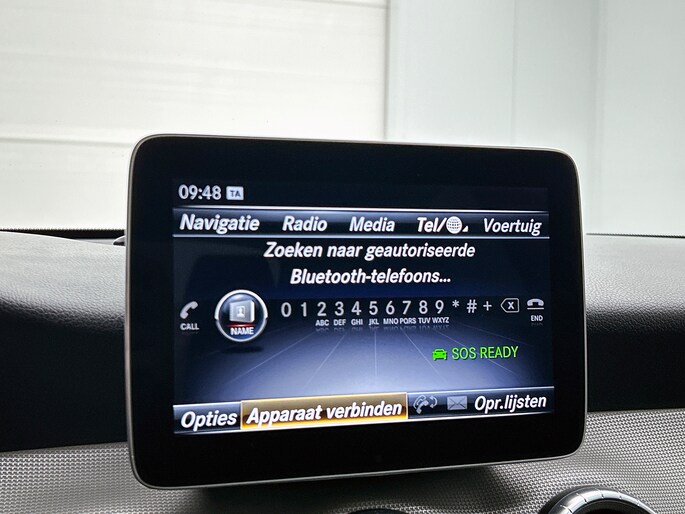 09:48 TA
Navigatie Radio Media Tel/ Voertuig
Zoeken naar geautoriseerde
Bluetooth-telefoons...
CALL NAME 0 1 2 3 4 5 6 7 8 9 * # + END
ABC DEF GHI JKL MNO PQRS TUV WXYZ
SOS READY
Opties Apparaat verbinden Opr.lijsten